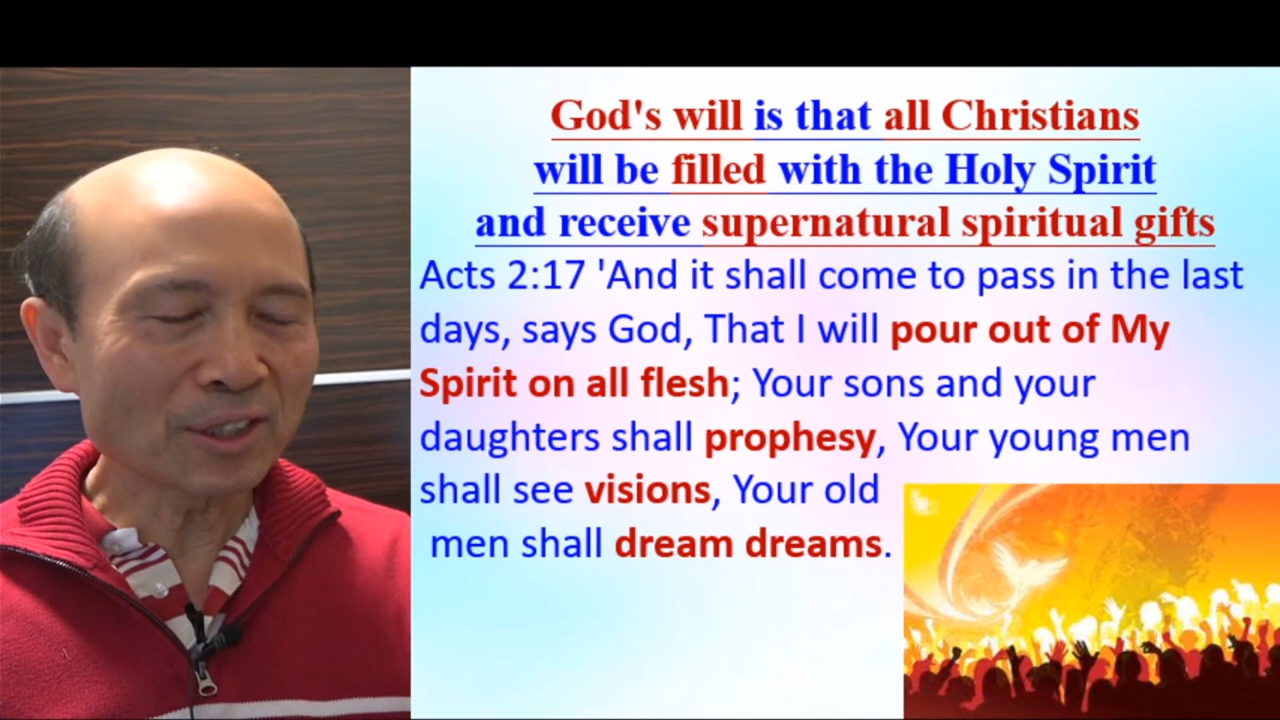 God's will is that all Christians
will be filled with the Holy Spirit
and receive supernatural spiritual gifts
Acts 2:17 'And it shall come to pass in the last
days, says God, That I will pour out of My
Spirit on all flesh; Your sons and your
daughters shall prophesy, Your young men
shall see visions, Your old
men shall dream dreams.